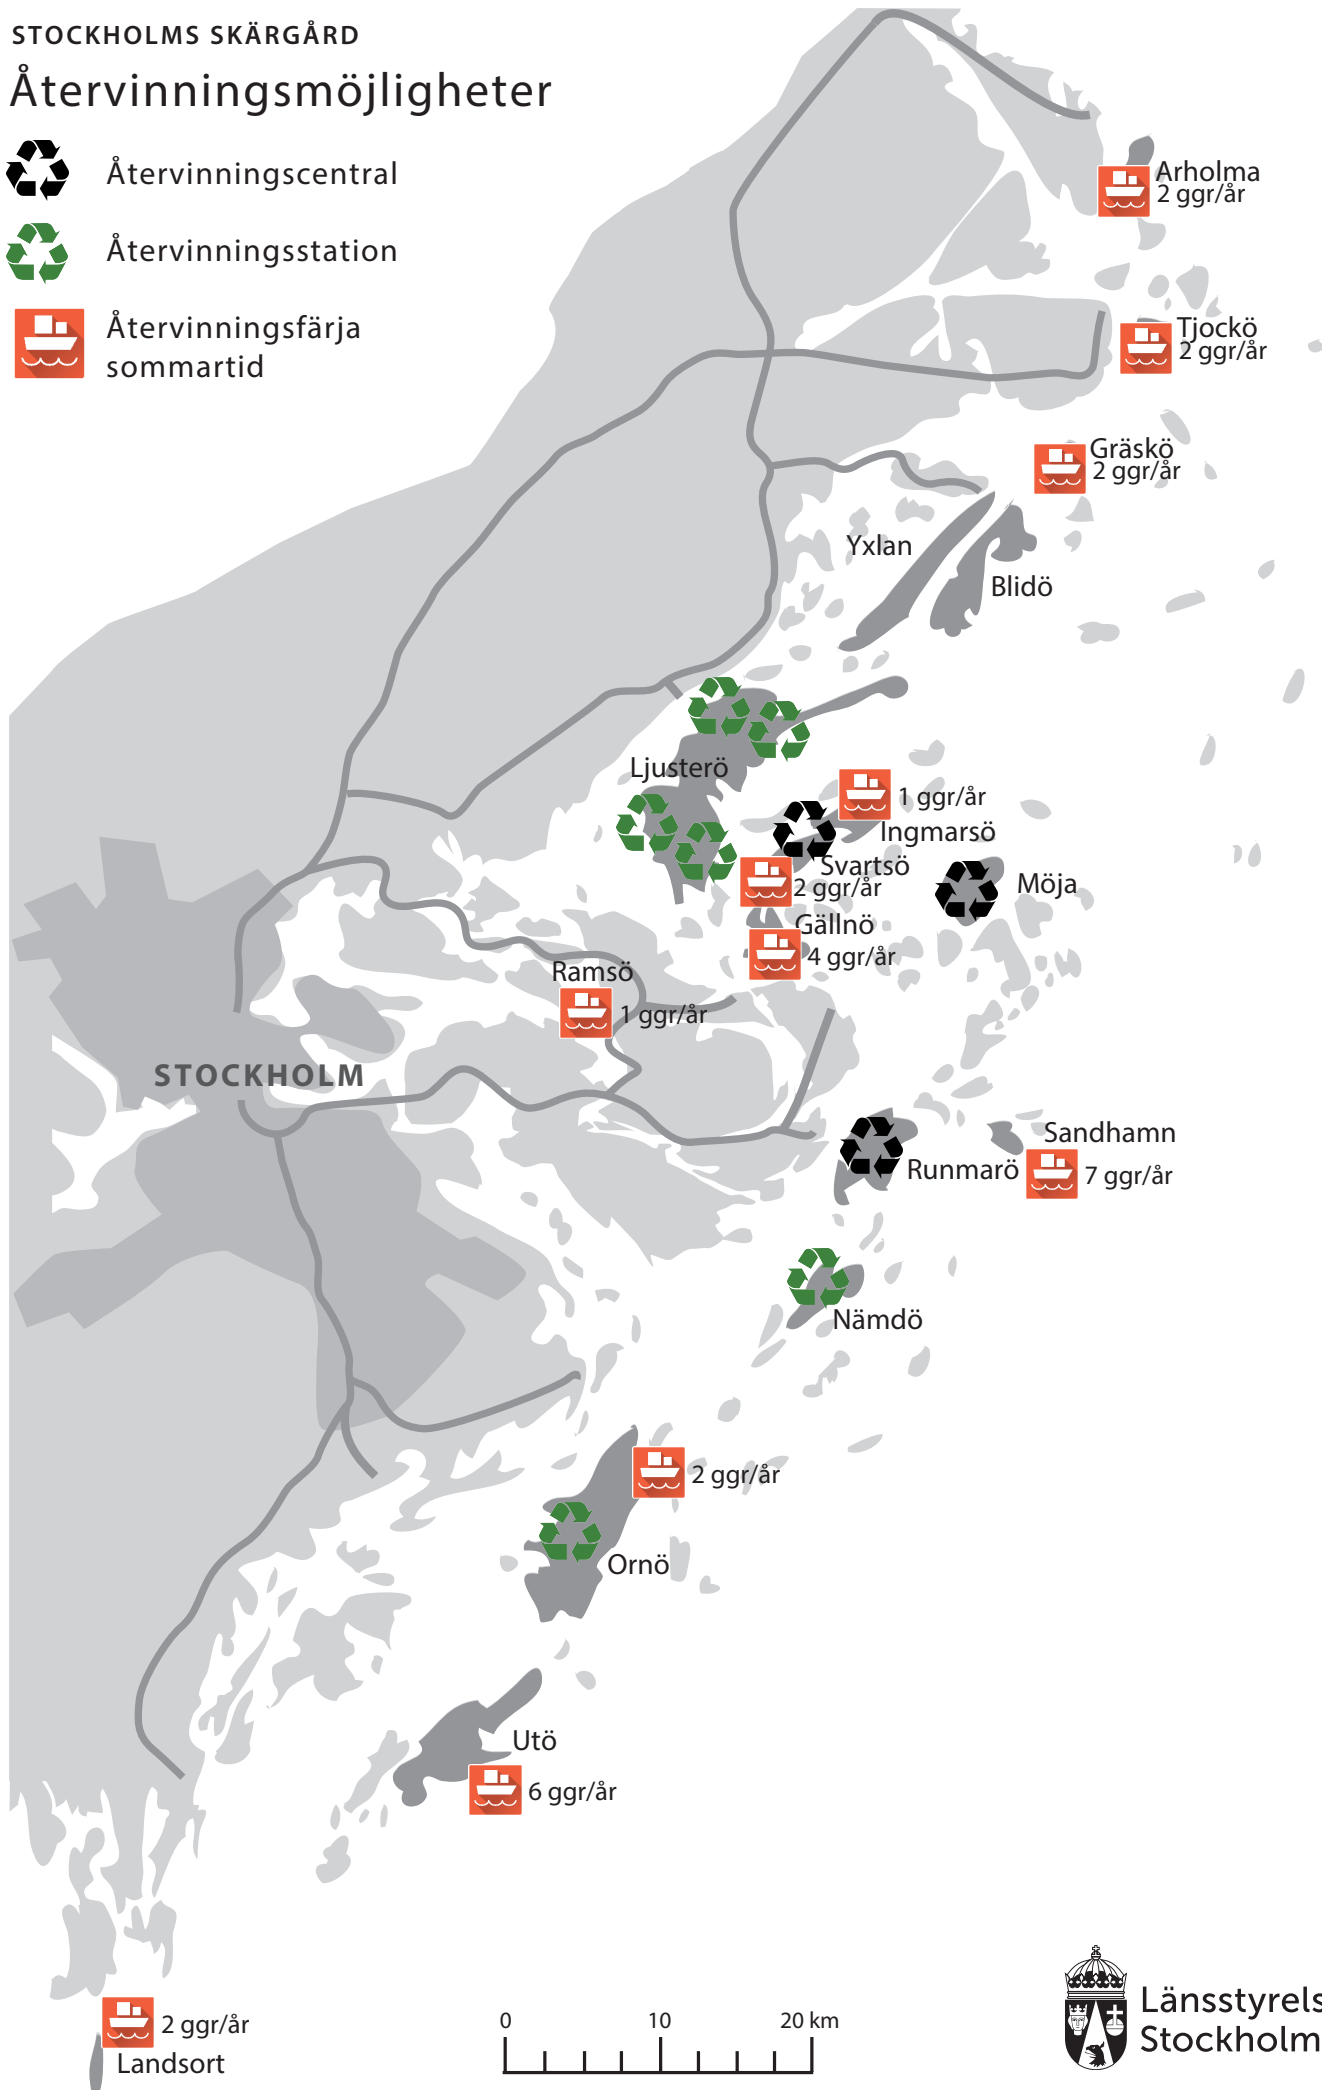 STOCKHOLMS SKÄRGÅRD
Återvinningsmöjligheter
Återvinningscentral
Återvinningsstation
Återvinningsfärja
sommartid
Arholma
2 ggr/år
Tjockö
2 ggr/år
Gräskö
2 ggr/år
Yxlan
Blidö
Ljusterö
1 ggr/år
Ingmarsö
Svartsö
2 ggr/år
Möja
Gällnö
4 ggr/år
Ramsö
1 ggr/år
STOCKHOLM
Sandhamn
7 ggr/år
Runmarö
Nämdö
2 ggr/år
Ornö
Utö
6 ggr/år
2 ggr/år
Landsort
0 10 20 km
Länsstyrels
Stockholm